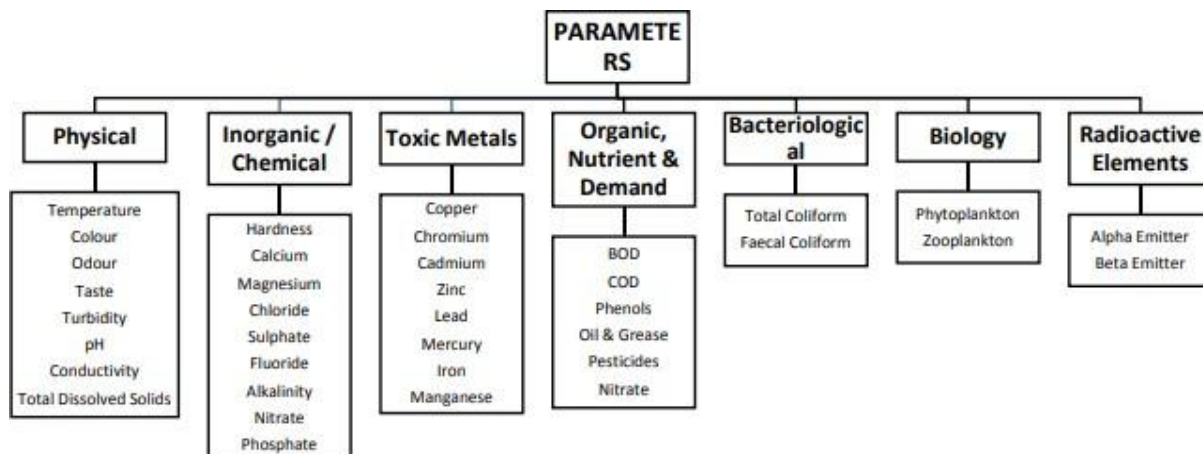 PARAMETE
RS
Physical
Temperature
Colour
Odour
Taste
Turbidity
pH
Conductivity
Total Dissolved Solids
Inorganic /
Chemical
Hardness
Calcium
Magnesium
Chloride
Sulphate
Fluoride
Alkalinity
Nitrate
Phosphate
Toxic Metals
Copper
Chromium
Cadmium
Zinc
Lead
Mercury
Iron
Manganese
Organic,
Nutrient &
Demand
BOD
COD
Phenols
Oil & Grease
Pesticides
Nitrate
Bacteriologic
al
Total Coliform
Faecal Coliform
Biology
Phytoplankton
Zooplankton
Radioactive
Elements
Alpha Emitter
Beta Emitter